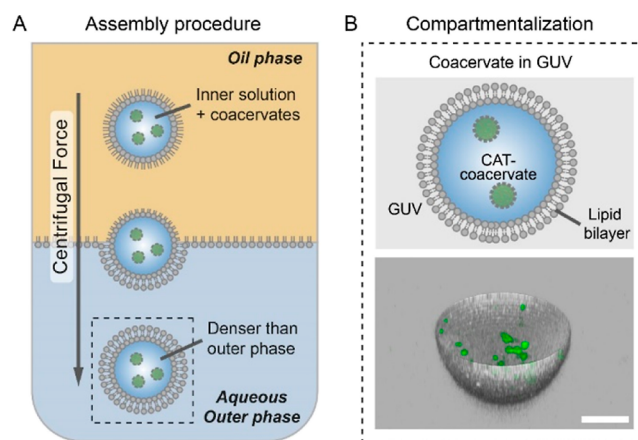 A
Assembly procedure
Oil phase
Inner solution
+ coacervates
Centrifugal Force
Denser than
outer phase
Aqueous
Outer phase
B
Compartmentalization
Coacervate in GUV
CAT-
coacervate
GUV
Lipid
bilayer